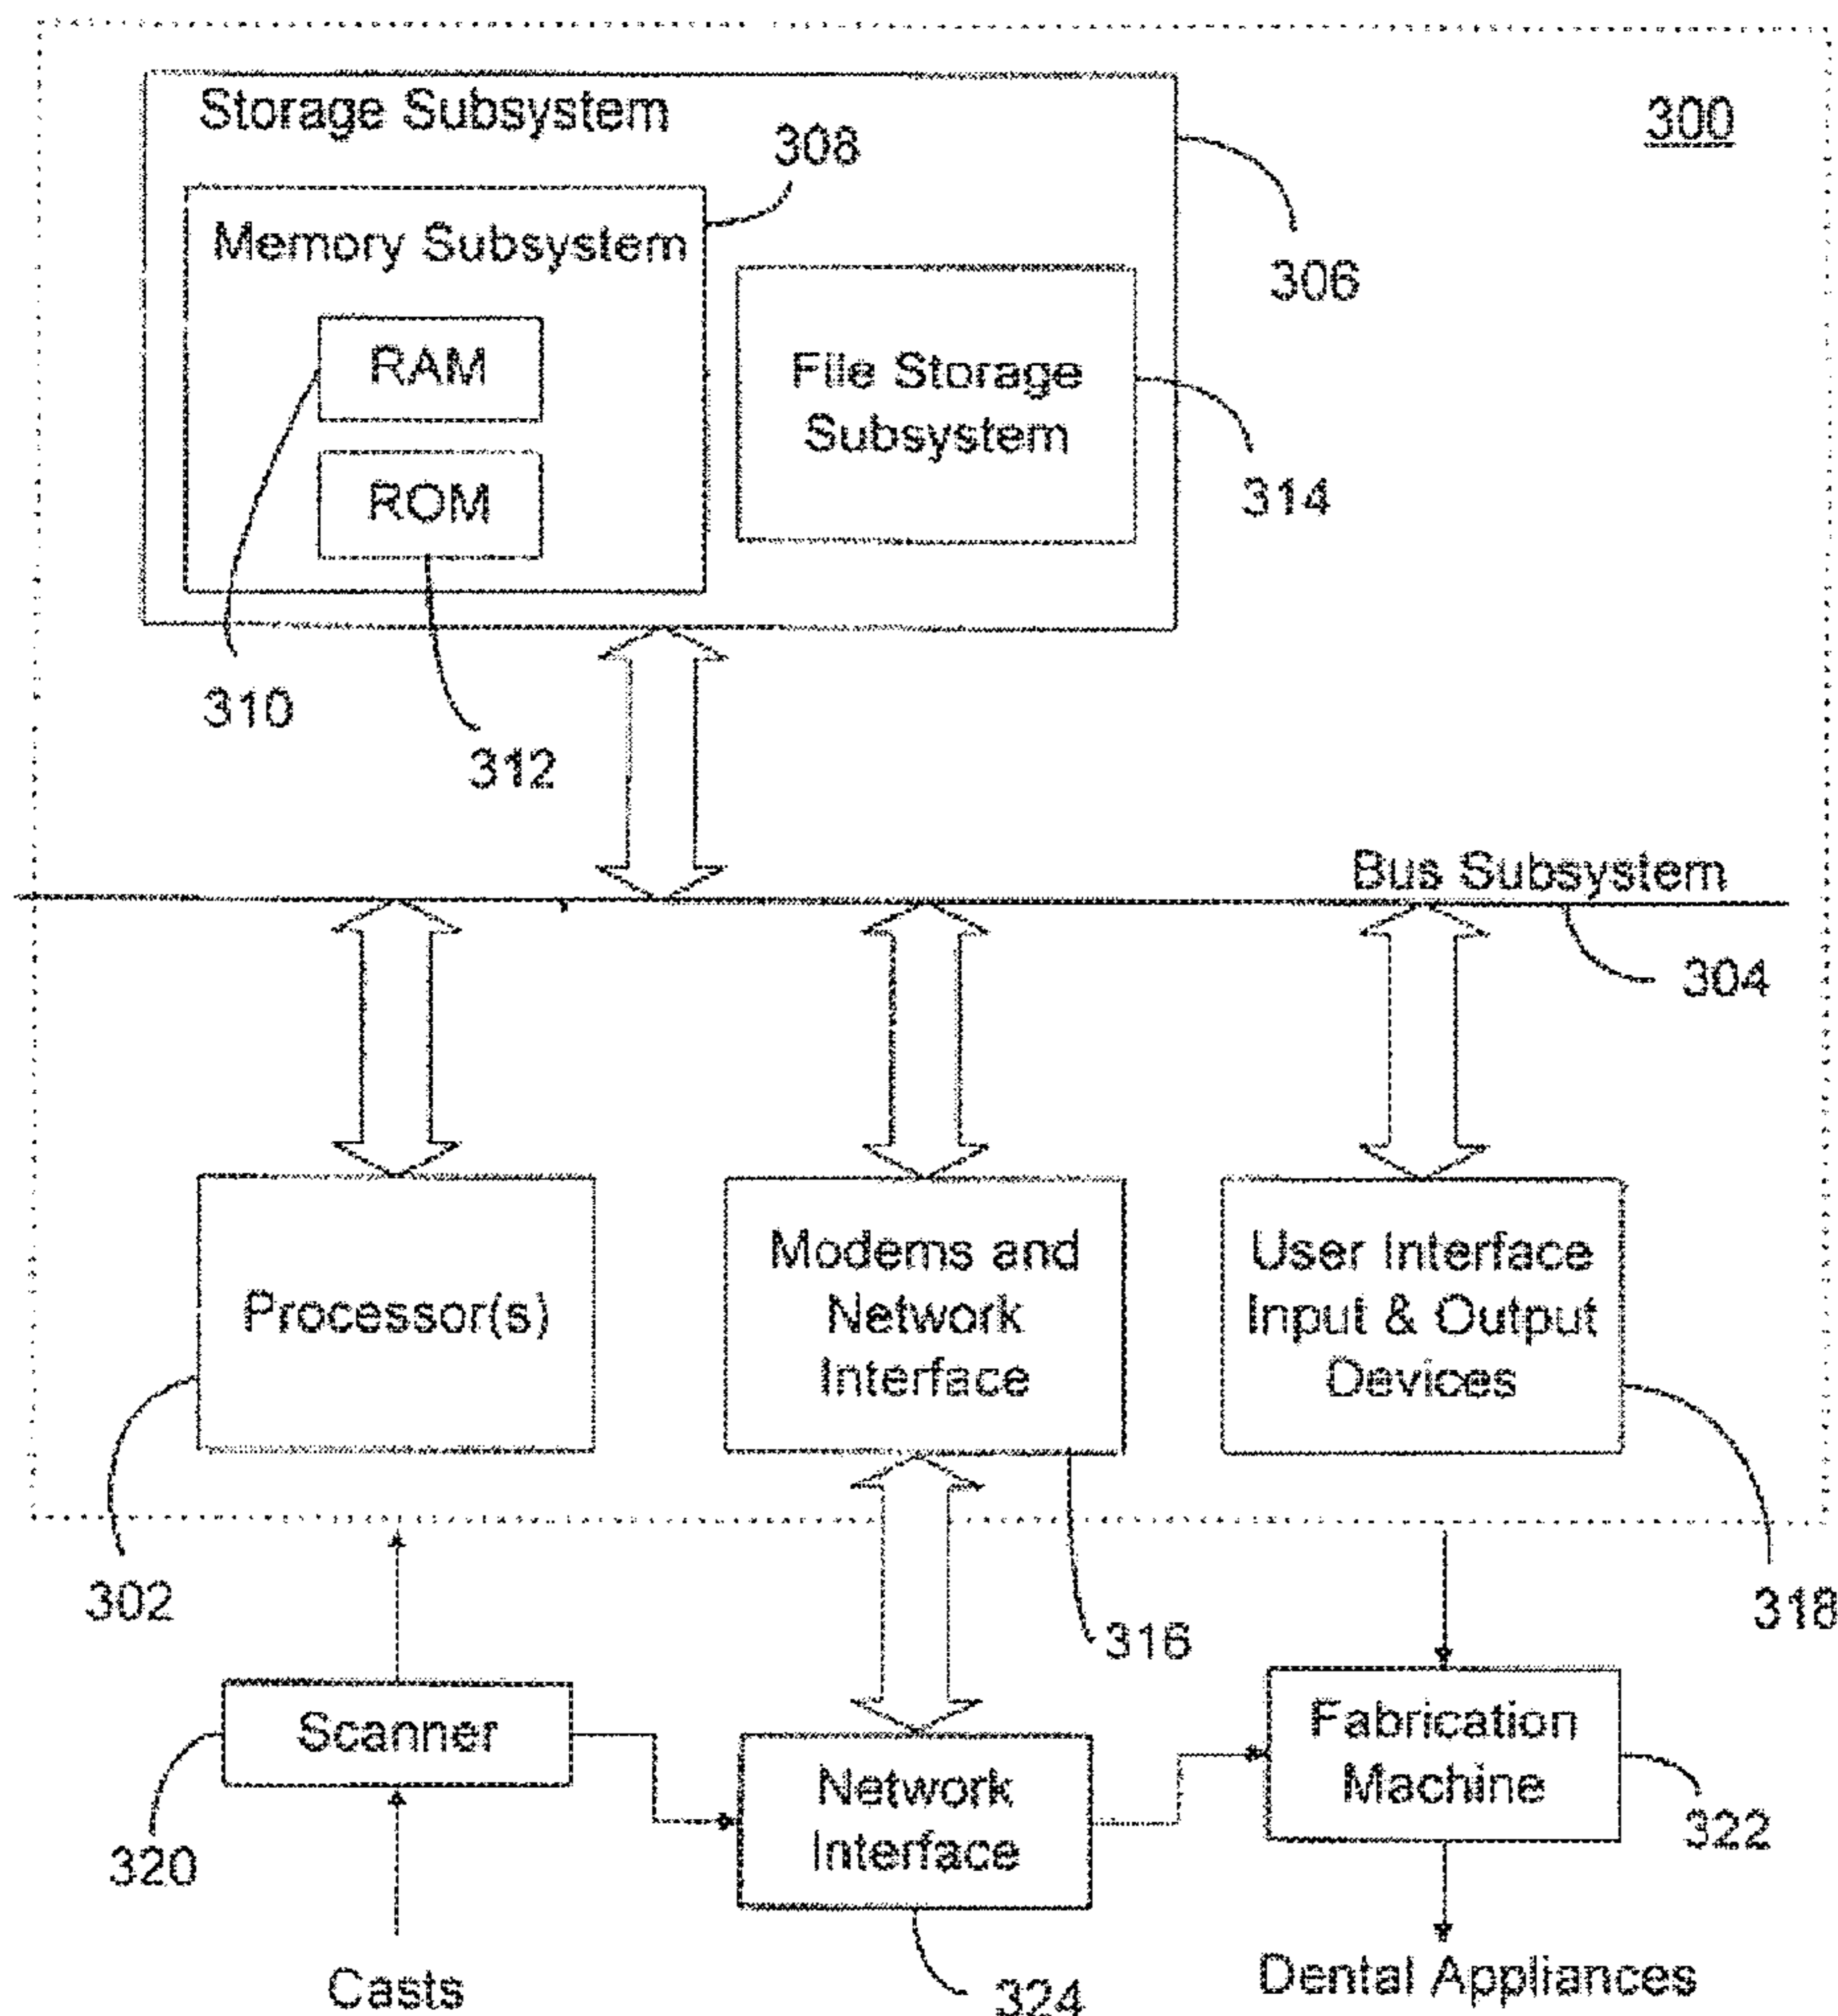 Storage Subsystem
300
308
Memory Subsystem
306
RAM
File Storage
Subsystem
ROM
314
310
312
Bus Subsystem
304
Processor(s)
Modems and
Network
Interface
User Interface
Input & Output
Devices
302
316
318
Scanner
Fabrication
Machine
Network
Interface
320
322
Casts
324
Dental Appliances